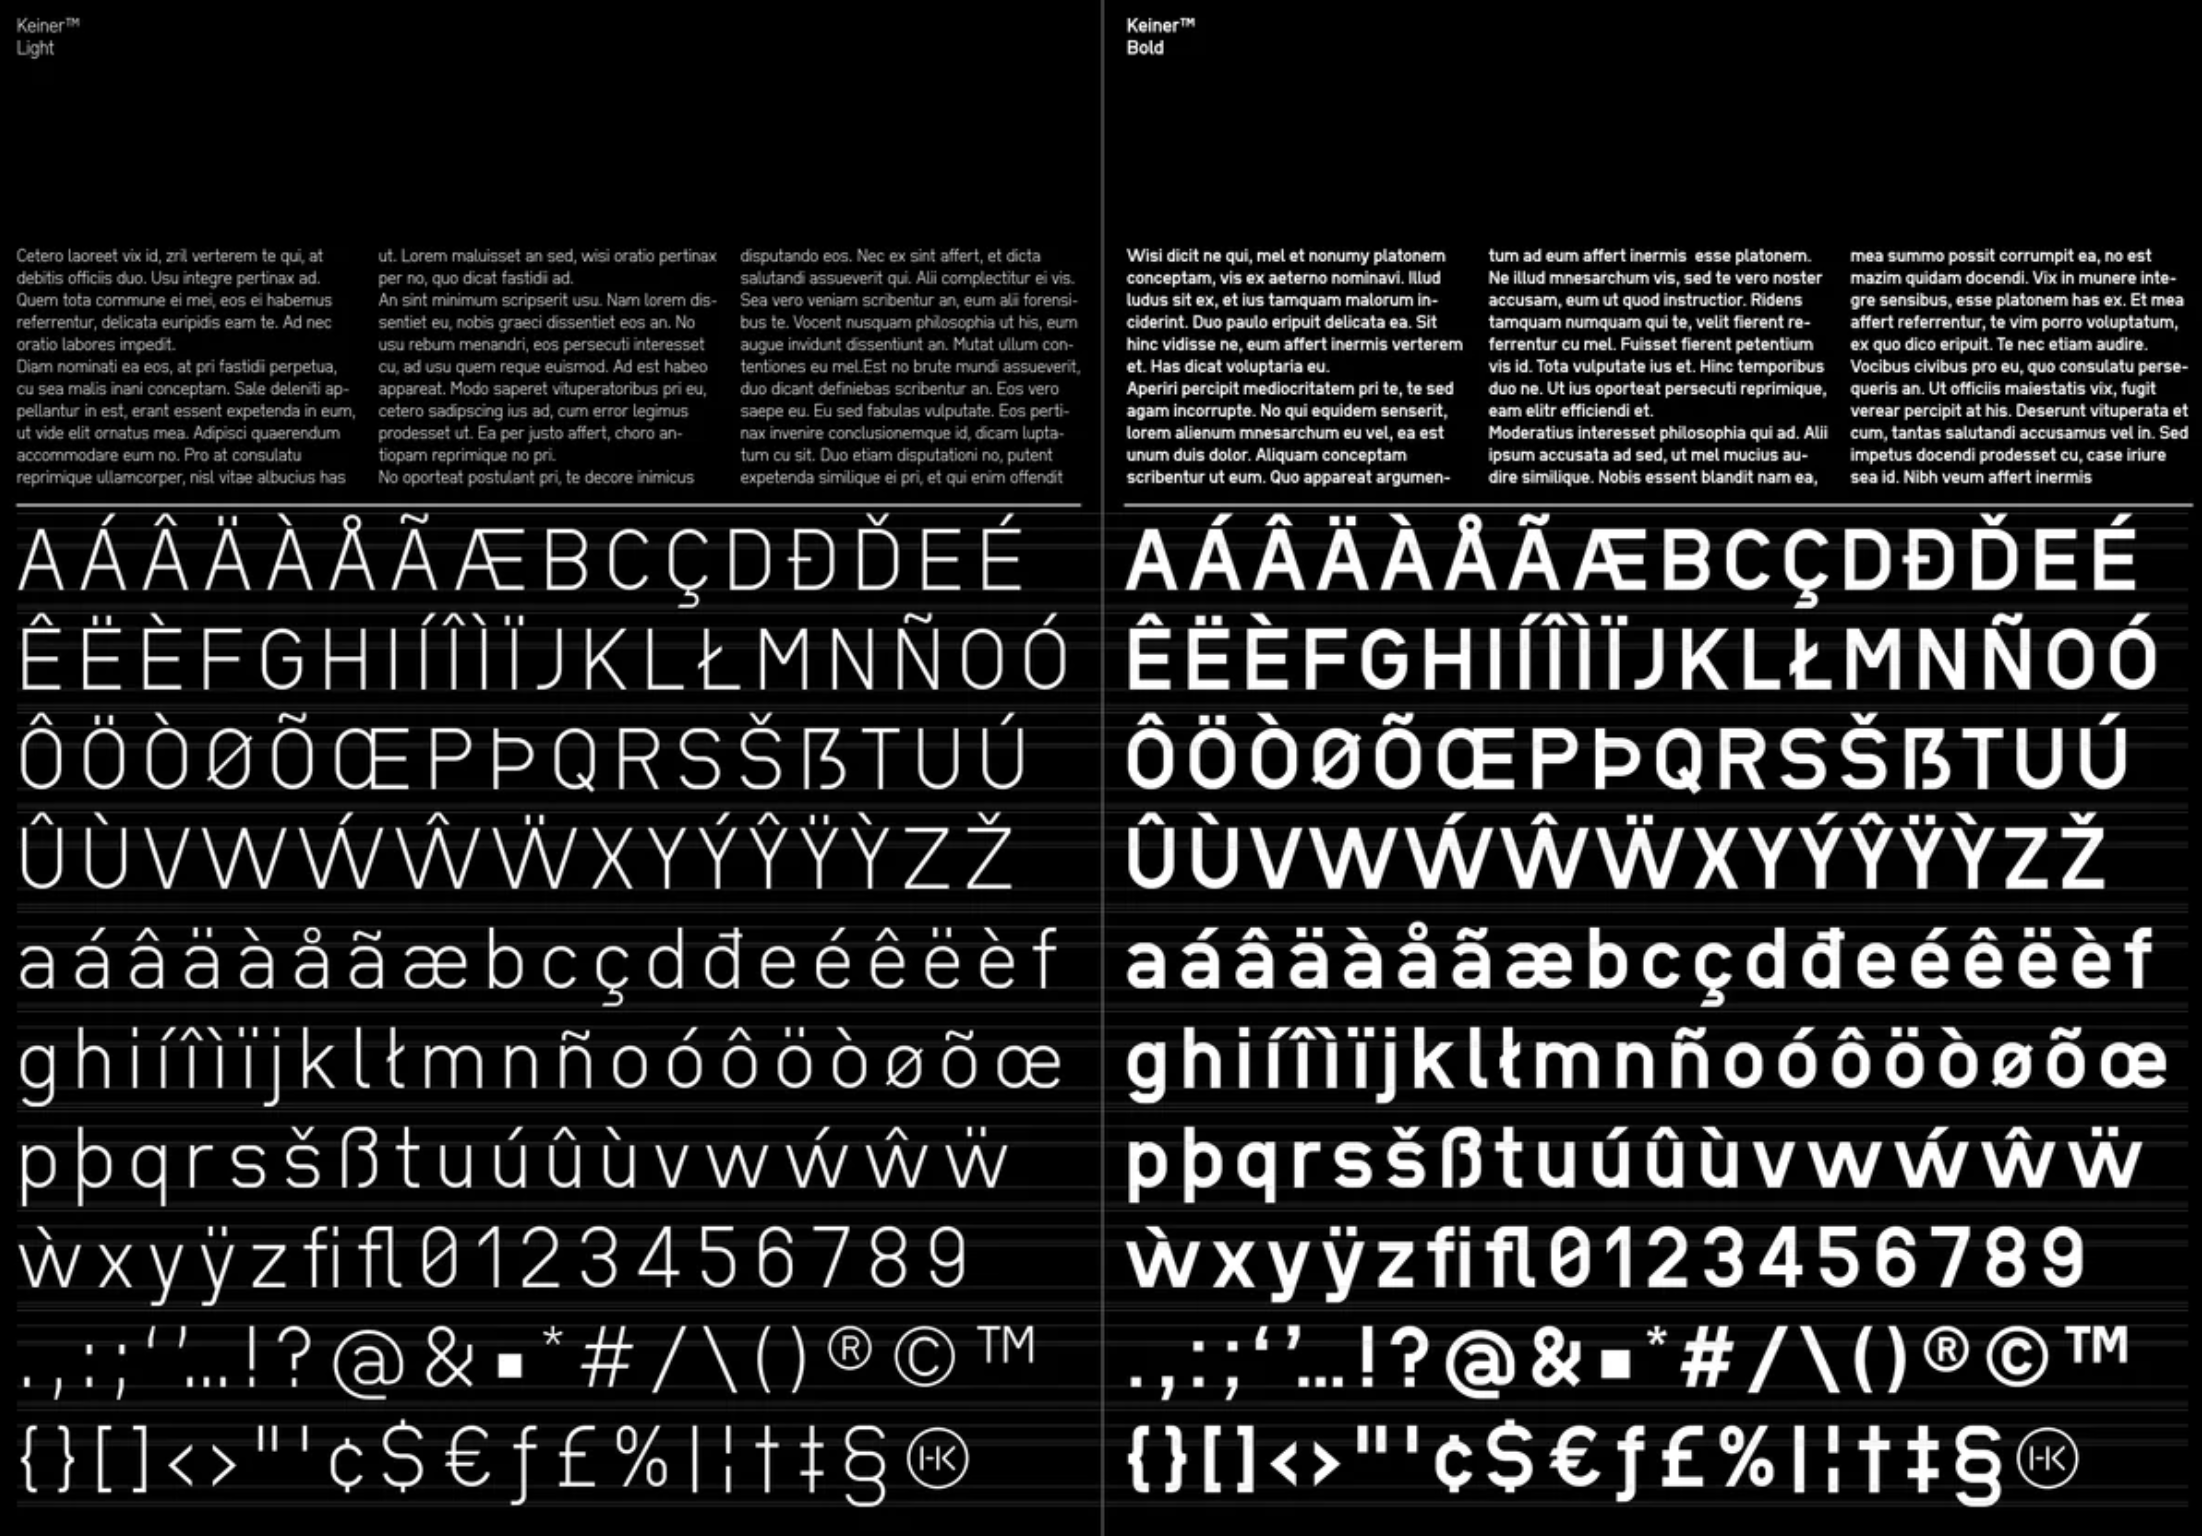 Keiner™
Light
Cetero laoreet vix id, zril verterem te qui, at
debitis officiis duo. Usu integre pertinax ad.
Quem tota commune ei mei, eos ei habemus
referrentur, delicata euripidis eam te. Ad nec
oratio labores impedit.
Diam nominati ea eos, at pri fastidii perpetua,
cu sea malis inani conceptam. Sale deleniti ap-
pellantur in est, erant essent expetenda in eum,
ut vide elit ornatus mea. Adipisci quaerendum
accommodare eum no. Pro at consulatu
reprimique ullamcorper, nisl vitae albucius has
ut. Lorem maluisset an sed, wisi oratio pertinax
per no, quo dicat fastidii ad.
An sint minimum scripserit usu. Nam lorem dis-
sentiet eu, nobis graeci dissentiet eos an. No
usu rebum menandri, eos persecuti interesset
cu, ad usu quem reque euismod. Ad est habeo
appareat. Modo saperet vituperatoribus pri eu,
cetero sadipscing ius ad, cum error legimus
prodesset ut. Ea per justo affert, choro an-
tiopam reprimique no pri.
No oporteat postulant pri, te decore inimicus
disputando eos. Nec ex sint affert, et dicta
salutandi assueverit qui. Alii complectitur ei vis.
Sea vero veniam scribentur an, eum alii forensi-
bus te. Vocent nusquam philosophia ut his, eum
augue invidunt dissentiunt an. Mutat ullum con-
tentiones eu mel.Est no brute mundi assueverit,
duo dicant definiebas scribentur an. Eos vero
saepe eu. Eu sed fabulas vulputate. Eos perti-
nax invenire conclusionemque id, dicam lupta-
tum cu sit. Duo etiam disputationi no, putent
expetenda similique ei pri, et qui enim offendit
AÁÂÄÀÅÃÆBCÇDÐĎEÉ
ÊËÈFGHIÍÎÌÏJKLŁMNÑOÓ
ÔÖÒØÕŒPÞQRSŠẞTUÚ
ÛÙVWẂŴẄXYÝŶŸỲZŽ
aáâäàåãæbcçdđeéêëèf
ghiíîìïjklłmnñoóôöòøõœ
pþqrsšßtuúûùvwẃŵẅ
ẁxyÿzfiflß0123456789
.,:;‘’…!?@&▪*#/\()®©™
{}[]<>"'¢$€ƒ£%|¦†‡§HK
Keiner™
Bold
Wisi dicit ne qui, mel et nonumy platonem
conceptam, vis ex aeterno nominavi. Illud
ludus sit ex, et ius tamquam malorum in-
ciderint. Duo paulo eripuit delicata ea. Sit
hinc vidisse ne, eum affert inermis verterem
et. Has dicat voluptaria eu.
Aperiri percipit mediocritatem pri te, te sed
agam incorrupte. No qui equidem senserit,
lorem alienum mnesarchum eu vel, ea est
unum duis dolor. Aliquam conceptam
scribentur ut eum. Quo appareat argumen-
tum ad eum affert inermis esse platonem.
Ne illud mnesarchum vis, sed te vero noster
accusam, eum ut quod instructior. Ridens
tamquam numquam qui te, velit fierent re-
ferrentur cu mel. Fuisset fierent petentium
vis id. Tota vulputate ius et. Hinc temporibus
duo ne. Ut ius oporteat persecuti reprimique,
eam elitr efficiendi et.
Moderatius interesset philosophia qui ad. Alii
ipsum accusata ad sed, ut mel mucius au-
dire similique. Nobis essent blandit nam ea,
mea summo possit corrumpit ea, no est
mazim quidam docendi. Vix in munere inte-
gre sensibus, esse platonem has ex. Et mea
affert referrentur, te vim porro voluptatum,
ex quo dico eripuit. Te nec etiam audire.
Vocibus civibus pro eu, quo consulatu perse-
queris an. Ut officiis maiestatis vix, fugit
verear percipit at his. Deserunt vituperata et
cum, tantas salutandi accusamus vel in. Sed
impetus docendi prodesset cu, case iriure
sea id. Nibh veum affert inermis
AÁÂÄÀÅÃÆBCÇDÐĎEÉ
ÊËÈFGHIÍÎÌÏJKLŁMNÑOÓ
ÔÖÒØÕŒPÞQRSŠẞTUÚ
ÛÙVWẂŴẄXYÝŶŸỲZŽ
aáâäàåãæbcçdđeéêëèf
ghiíîìïjklłmnñoóôöòøõœ
pþqrsšßtuúûùvwẃŵẅ
ẁxyÿzfifl0123456789
.,:;‘’…!?@&▪*#/\()®©™
{}[]<>"'¢$€ƒ£%|¦†‡§HK